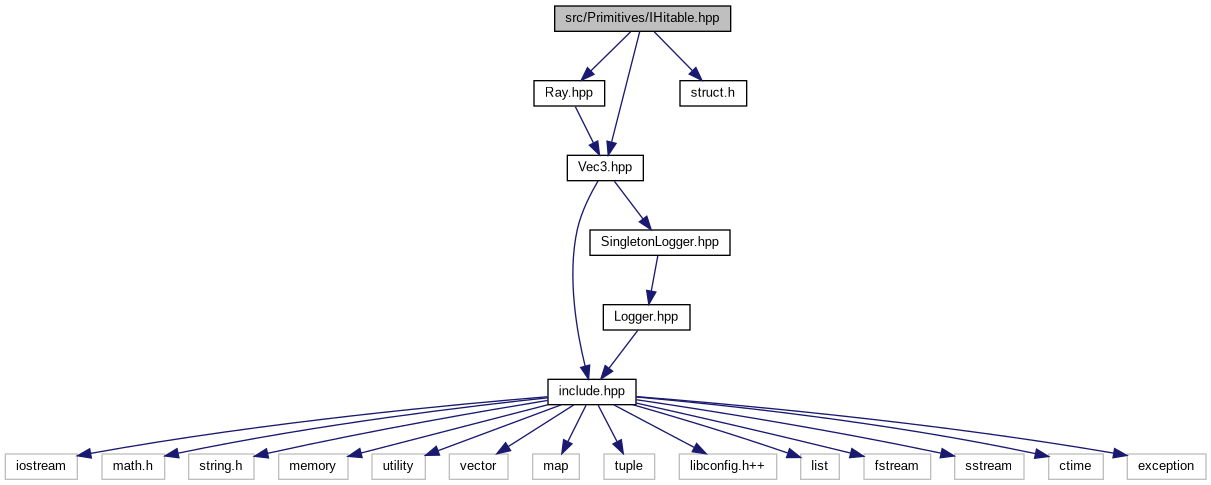 src/Primitives/IHitable.hpp
Ray.hpp
struct.h
Vec3.hpp
SingletonLogger.hpp
Logger.hpp
include.hpp
iostream
math.h
string.h
memory
utility
vector
map
tuple
libconfig.h++
list
fstream
sstream
ctime
exception